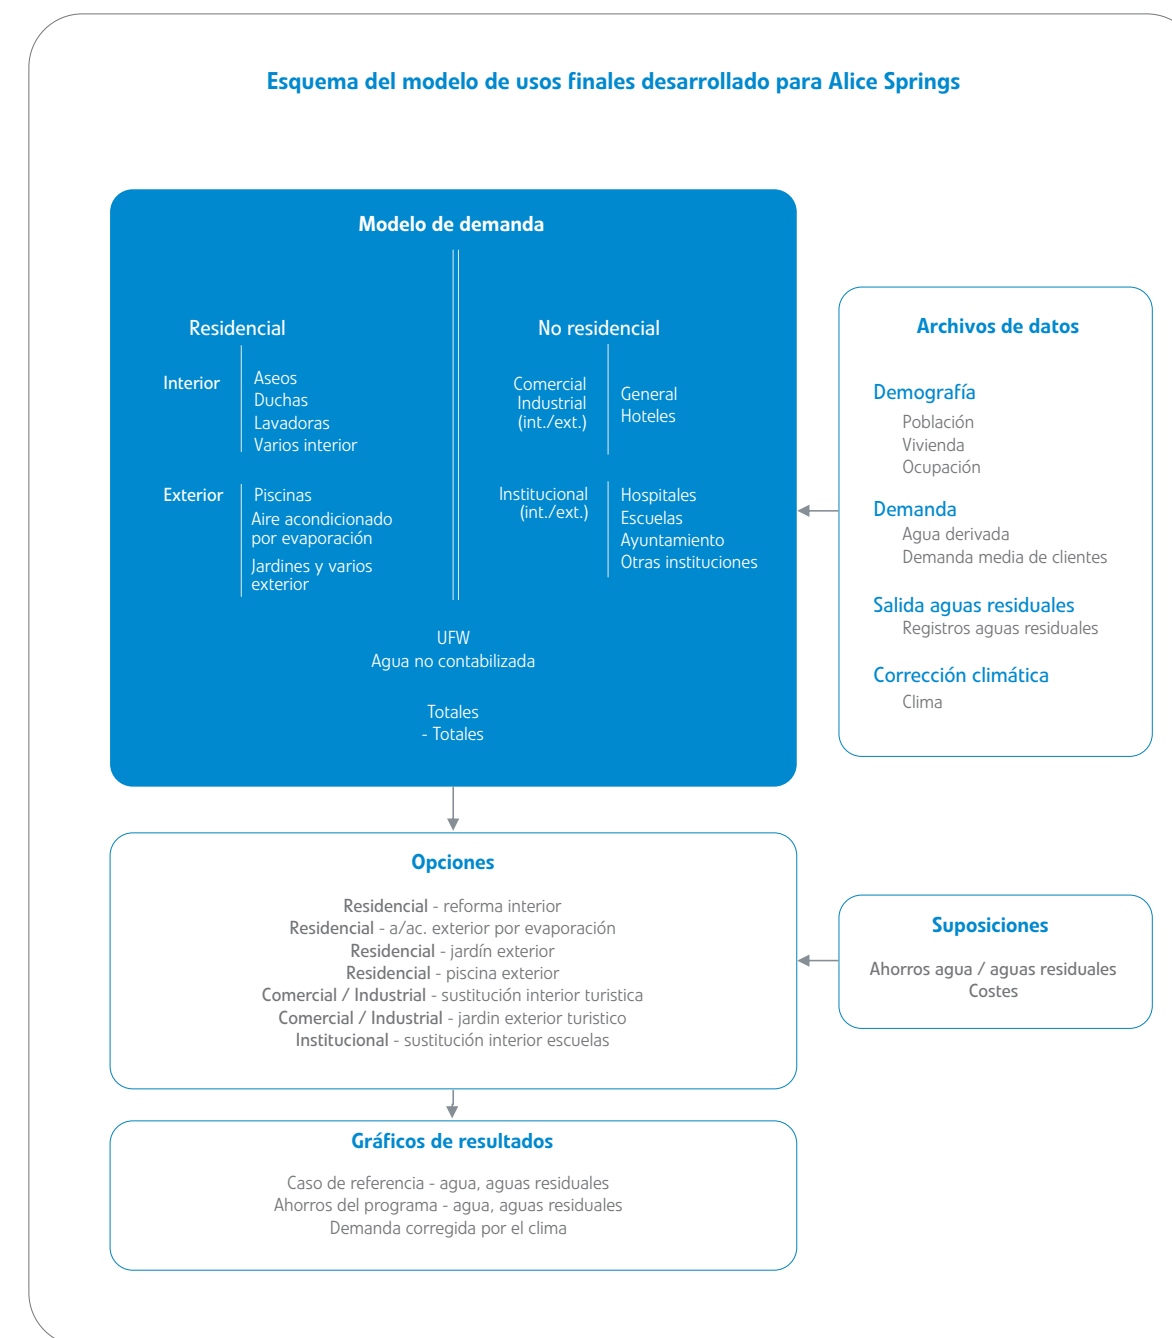 Esquema del modelo de usos finales desarrollado para Alice Springs
Modelo de demanda
Residencial
Interior
Aseos
Duchas
Lavadoras
Varios interior
Exterior
Piscinas
Aire acondicionado
por evaporación
Jardines y varios
exterior
No residencial
Comercial
Industrial
(int./ext.)
General
Hoteles
Institucional
(int./ext.)
Hospitales
Escuelas
Ayuntamiento
Otras instituciones
UFW
Agua no contabilizada
Totales
- Totales
Archivos de datos
Demografía
Población
Vivienda
Ocupación
Demanda
Agua derivada
Demanda media de clientes
Salida aguas residuales
Registros aguas residuales
Corrección climática
Clima
Opciones
Residencial - reforma interior
Residencial - a/ac. exterior por evaporación
Residencial - jardín exterior
Residencial - piscina exterior
Comercial / Industrial - sustitución interior turistica
Comercial / Industrial - jardin exterior turistico
Institucional - sustitución interior escuelas
Suposiciones
Ahorros agua / aguas residuales
Costes
Gráficos de resultados
Caso de referencia - agua, aguas residuales
Ahorros del programa - agua, aguas residuales
Demanda corregida por el clima